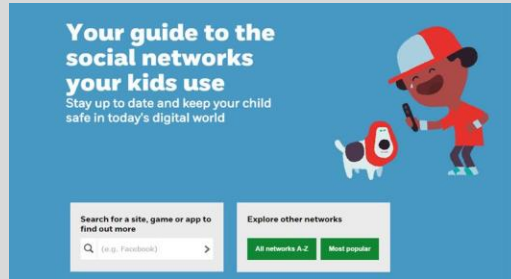 Your guide to the
social networks
your kids use
Stay up to date and keep your child
safe in today's digital world
Search for a site, game or app to
find out more
(e.g. Facebook)
Explore other networks
All networks A-Z
Most popular